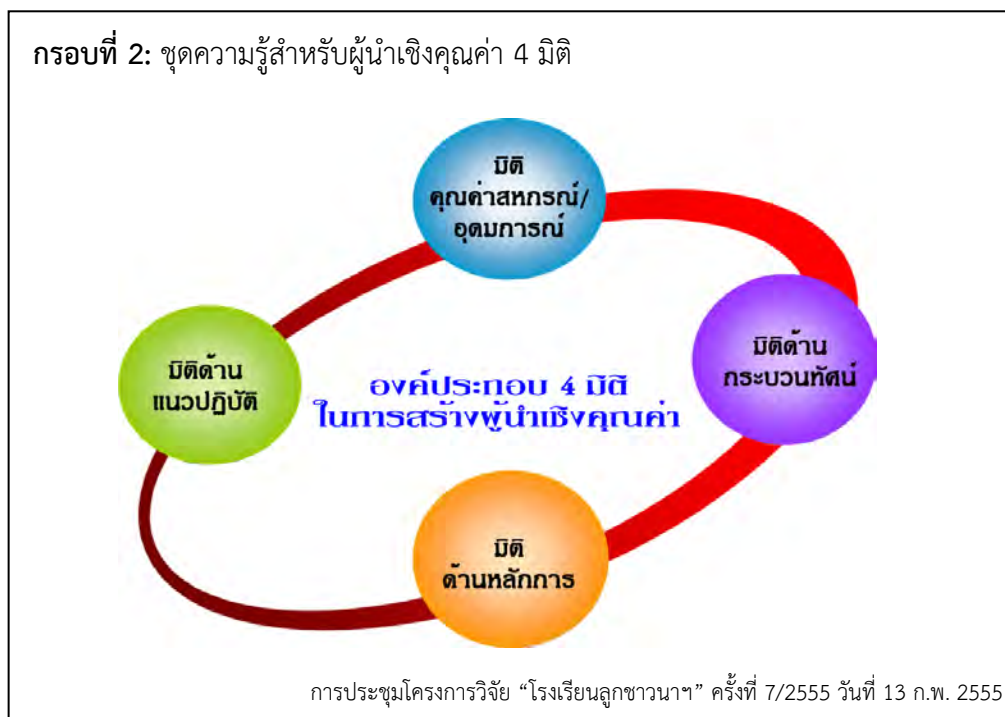 กรอบที่ 2: ชุดความรู้สำหรับผู้นำเชิงคุณค่า 4 มิติ
มิติ
คุณค่าสหกรณ์/
อุดมการณ์
มิติด้าน
กระบวนทัศน์
มิติด้าน
แนวปฏิบัติ
องค์ประกอบ 4 มิติ
ในการสร้างผู้นำเชิงคุณค่า
มิติ
ด้านหลักการ
การประชุมโครงการวิจัย “โรงเรียนลูกชาวนาฯ” ครั้งที่ 7/2555 วันที่ 13 ก.พ. 2555